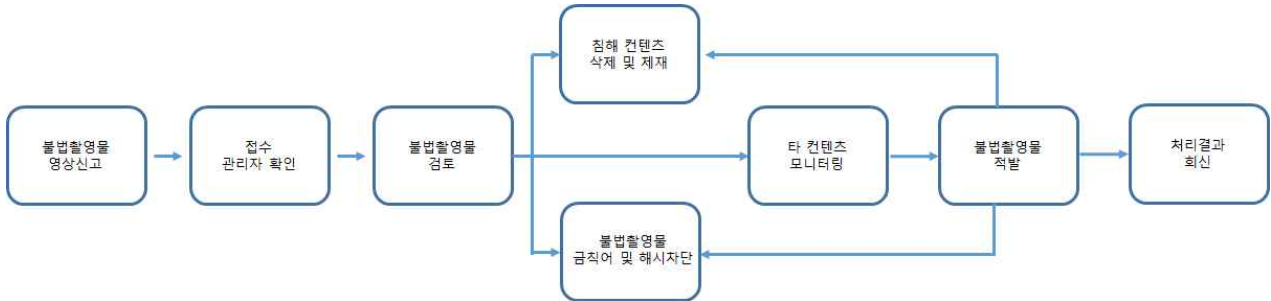 불법촬영물
영상신고
접수
관리자 확인
불법촬영물
검토
침해 컨텐츠
삭제 및 제재
불법촬영물
금칙어 및 해시차단
타 컨텐츠
모니터링
불법촬영물
적발
처리결과
회신